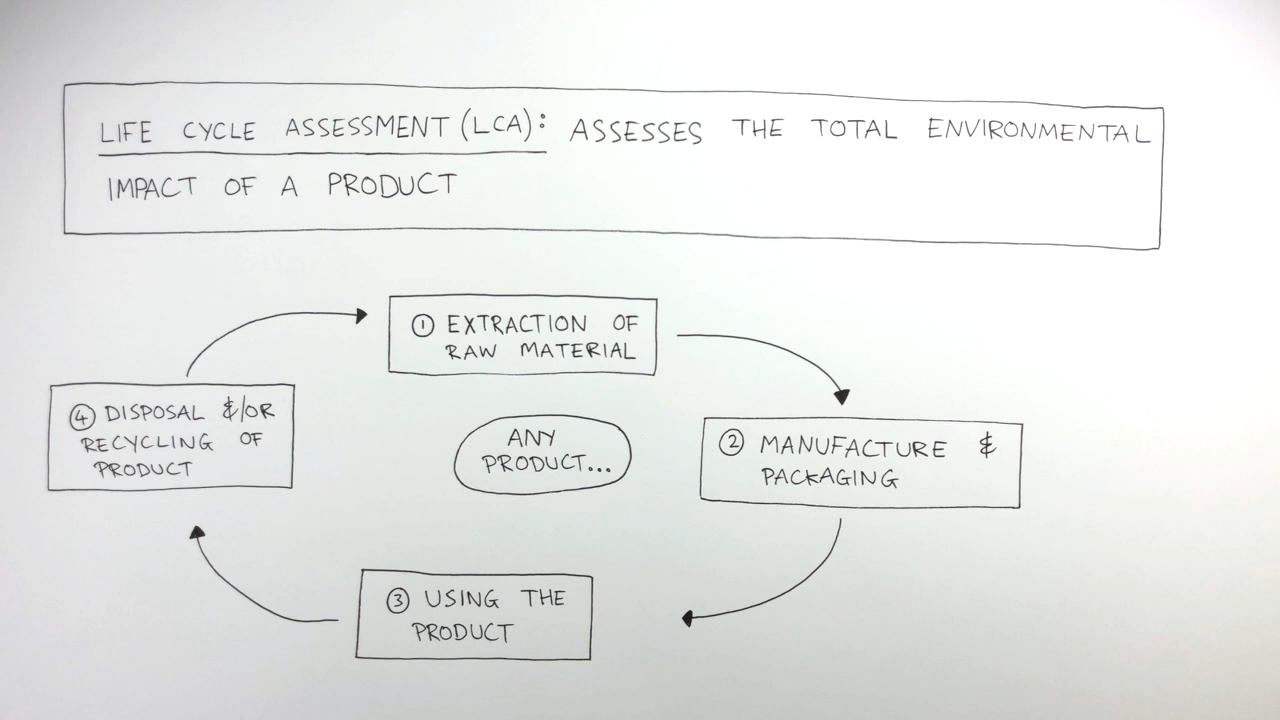 LIFE CYCLE ASSESSMENT (LCA): ASSESSES THE TOTAL ENVIRONMENTAL
IMPACT OF A PRODUCT
① EXTRACTION OF
RAW MATERIAL
② MANUFACTURE &
PACKAGING
③ USING THE
PRODUCT
④ DISPOSAL &/OR
RECYCLING OF
PRODUCT
ANY
PRODUCT...